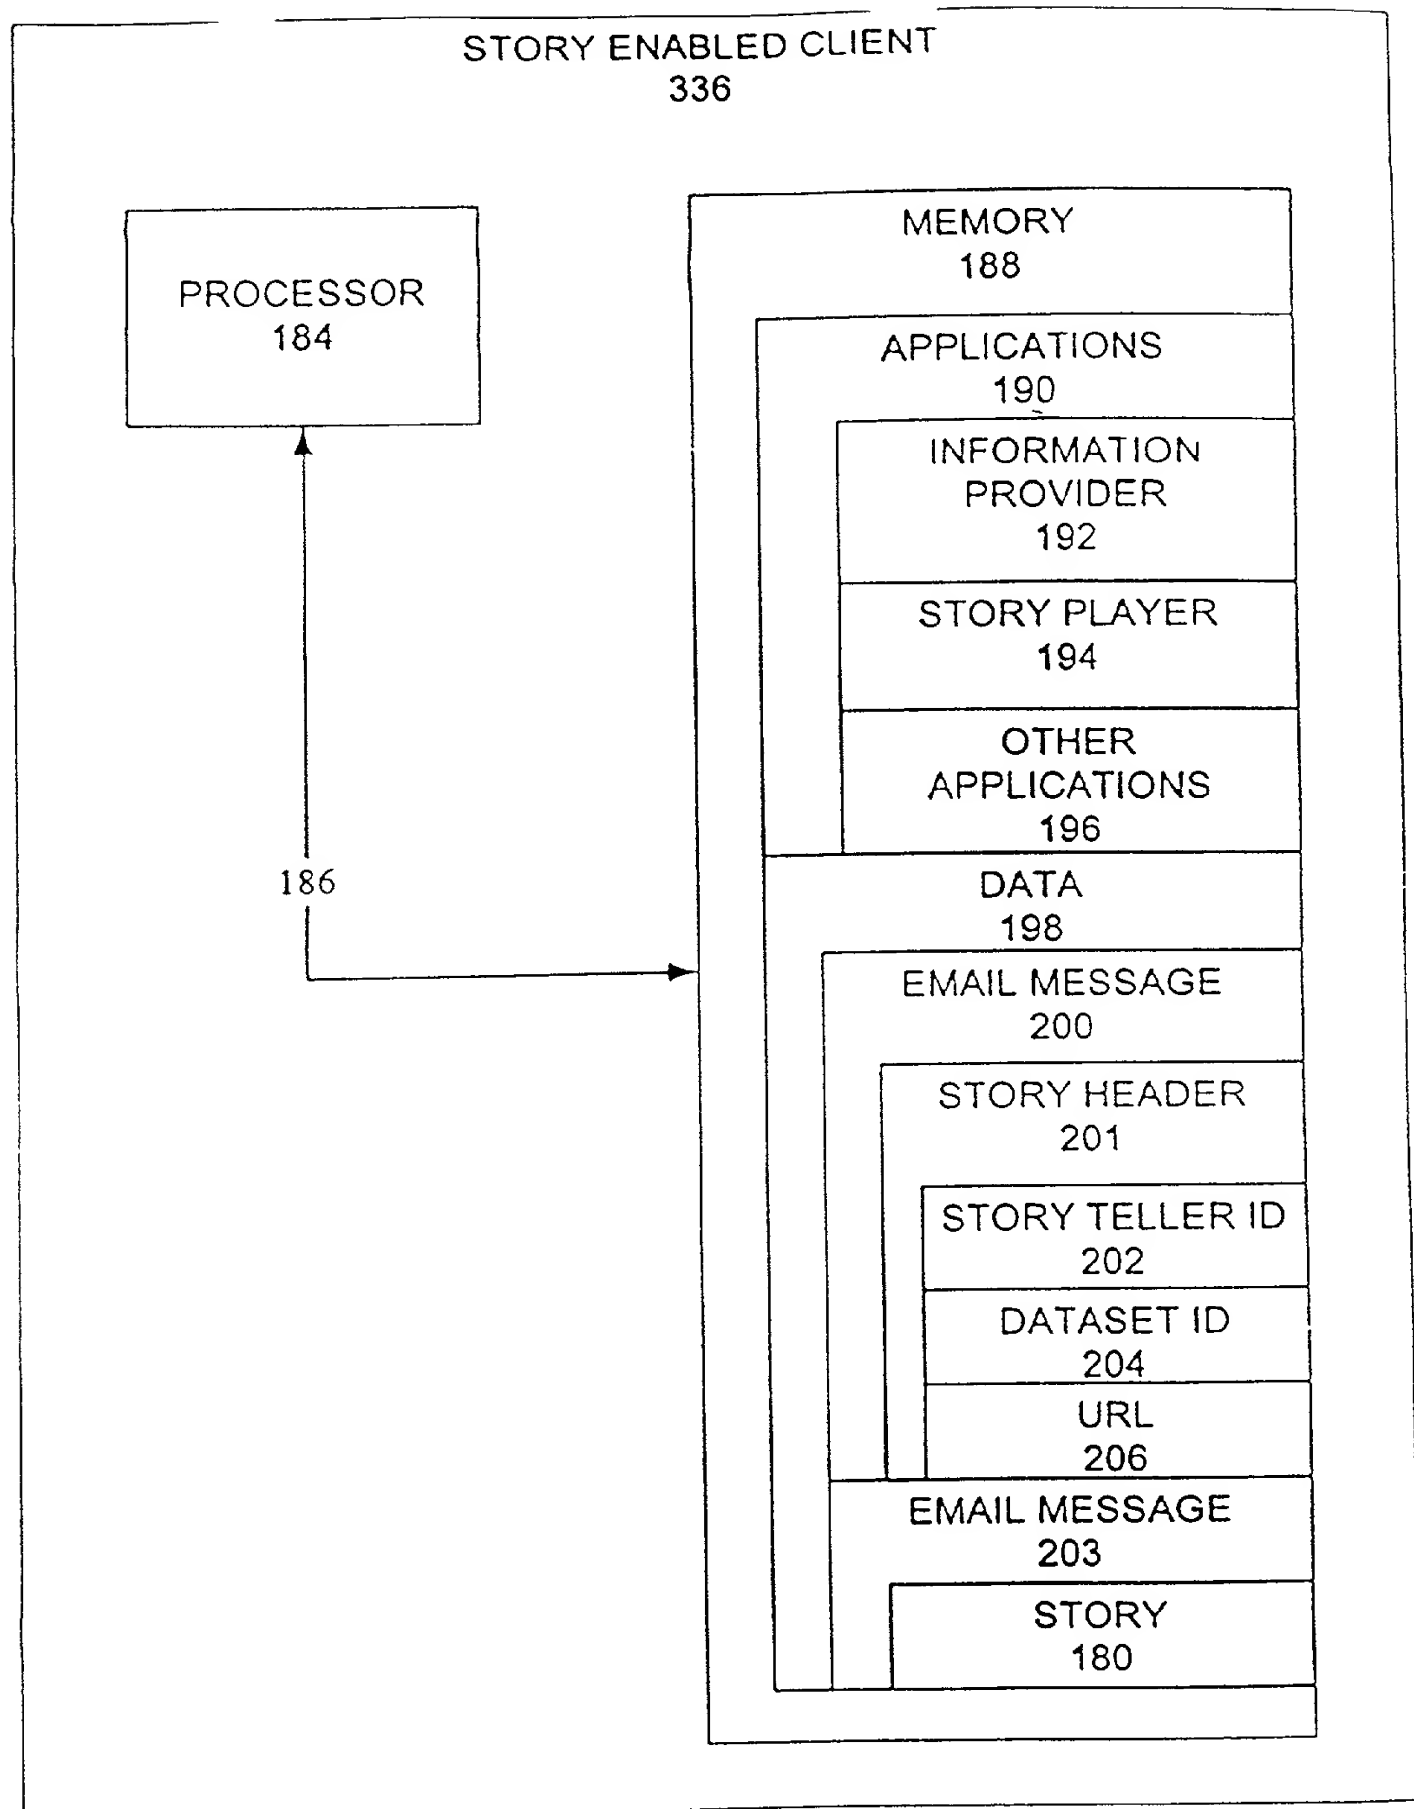 STORY ENABLED CLIENT
336
PROCESSOR
184
186
MEMORY
188
APPLICATIONS
190
INFORMATION
PROVIDER
192
STORY PLAYER
194
OTHER
APPLICATIONS
196
DATA
198
EMAIL MESSAGE
200
STORY HEADER
201
STORY TELLER ID
202
DATASET ID
204
URL
206
EMAIL MESSAGE
203
STORY
180